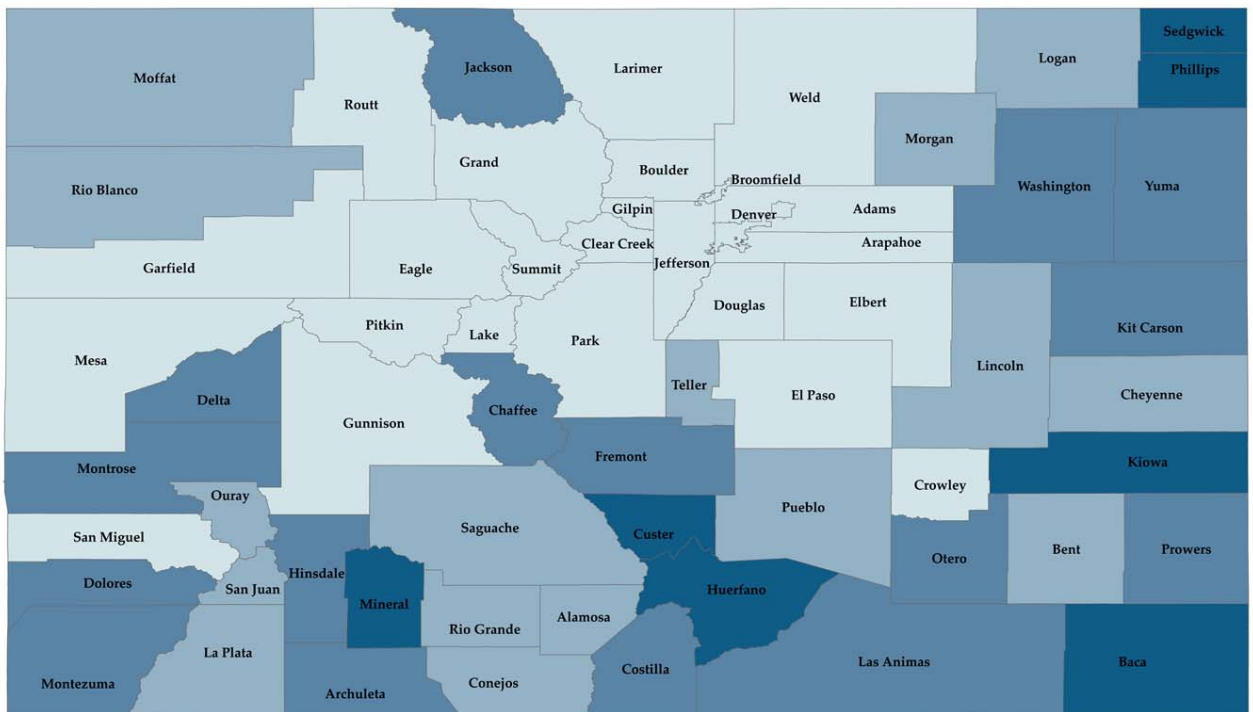 Sedgwick
Logan
Jackson
Larimer
Phillips
Moffat
Weld
Routt
Morgan
Grand
Boulder
Broomfield
Washington
Yuma
Rio Blanco
Gilpin
Denver
Adams
Clear Creek
Arapahoe
Jefferson
Garfield
Eagle
Summit
Douglas
Elbert
Pitkin
Lake
Park
Kit Carson
Mesa
Lincoln
Teller
El Paso
Cheyenne
Delta
Chaffee
Gunnison
Fremont
Kiowa
Montrose
Crowley
Ouray
Pueblo
Saguache
Custer
San Miguel
Otero
Bent
Prowers
Dolores
Hinsdale
San Juan
Mineral
Huerfano
Alamosa
Rio Grande
La Plata
Las Animas
Baca
Costilla
Conejos
Montezuma
Archuleta